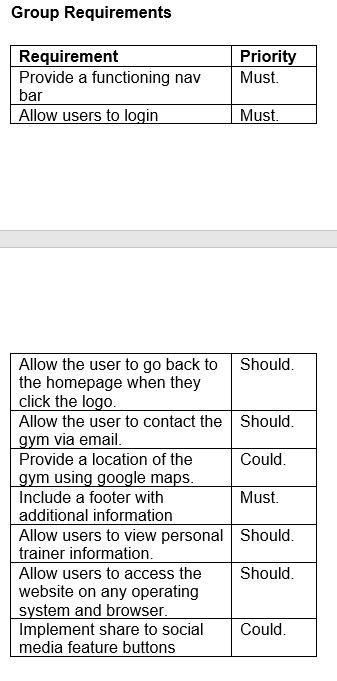 Group Requirements
Requirement Priority
Provide a functioning nav Must.
bar
Allow users to login Must.
Allow the user to go back to Should.
the homepage when they
click the logo.
Allow the user to contact the Should.
gym via email.
Provide a location of the Could.
gym using google maps.
Include a footer with Must.
additional information
Allow users to view personal Should.
trainer information.
Allow users to access the Should.
website on any operating
system and browser.
Implement share to social Could.
media feature buttons